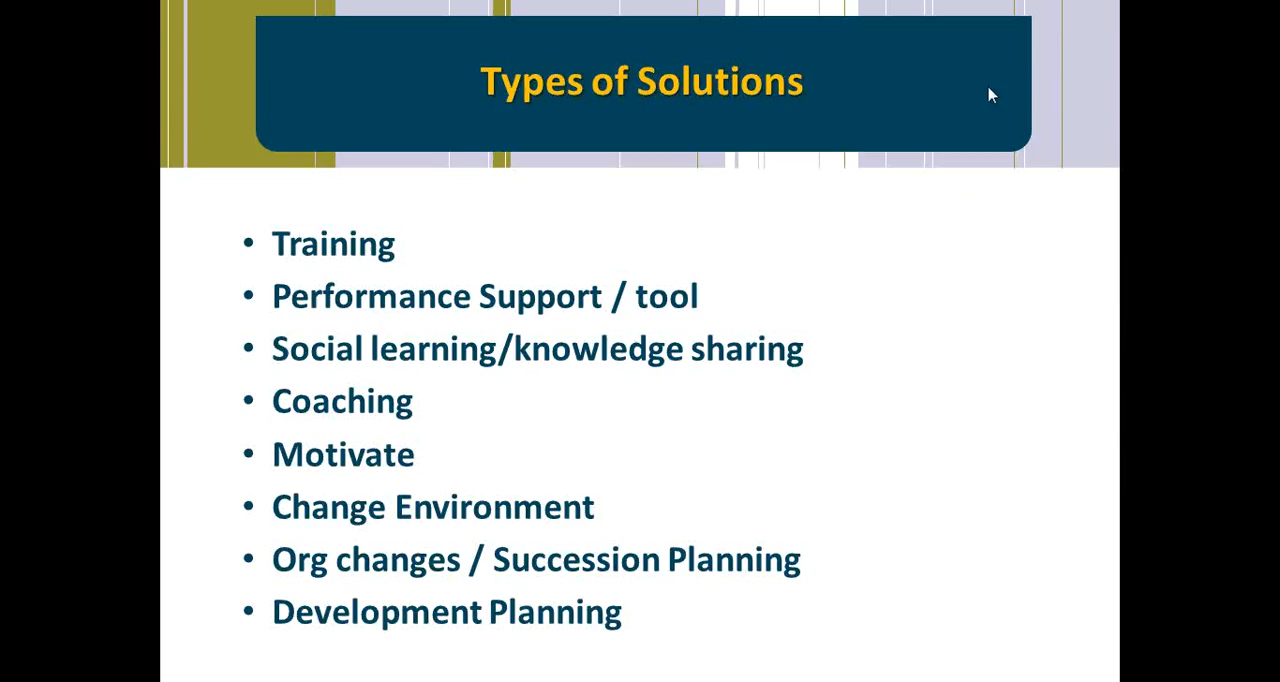 Types of Solutions
• Training
• Performance Support / tool
• Social learning/knowledge sharing
• Coaching
• Motivate
• Change Environment
• Org changes / Succession Planning
• Development Planning